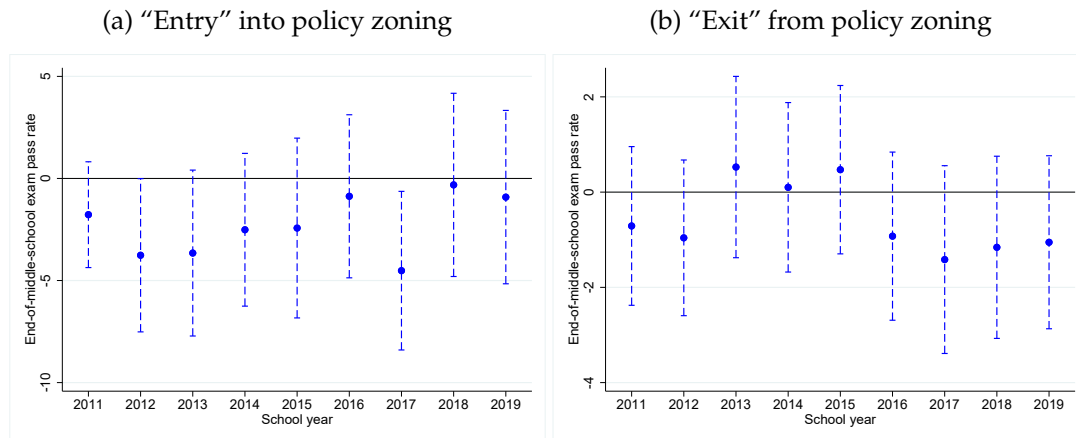 (a) “Entry” into policy zoning
End-of-middle-school exam pass rate
5
0
-5
-10
2011 2012 2013 2014 2015 2016 2017 2018 2019
School year
(b) “Exit” from policy zoning
End-of-middle-school exam pass rate
2
0
-2
-4
2011 2012 2013 2014 2015 2016 2017 2018 2019
School year